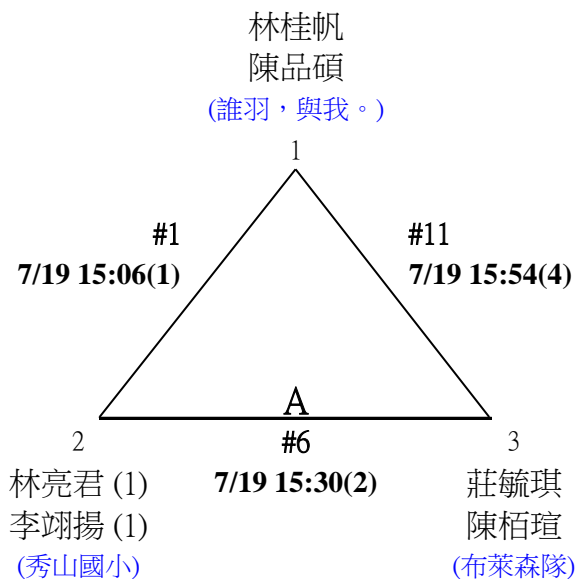 林桂帆
陳品碩
(誰羽，與我。)
1
#1
#11
7/19 15:06(1)
7/19 15:54(4)
A
2
#6
3
林亮君 (1)
7/19 15:30(2)
莊毓琪
李翊揚 (1)
陳栢瑄
(秀山國小)
(布萊森隊)